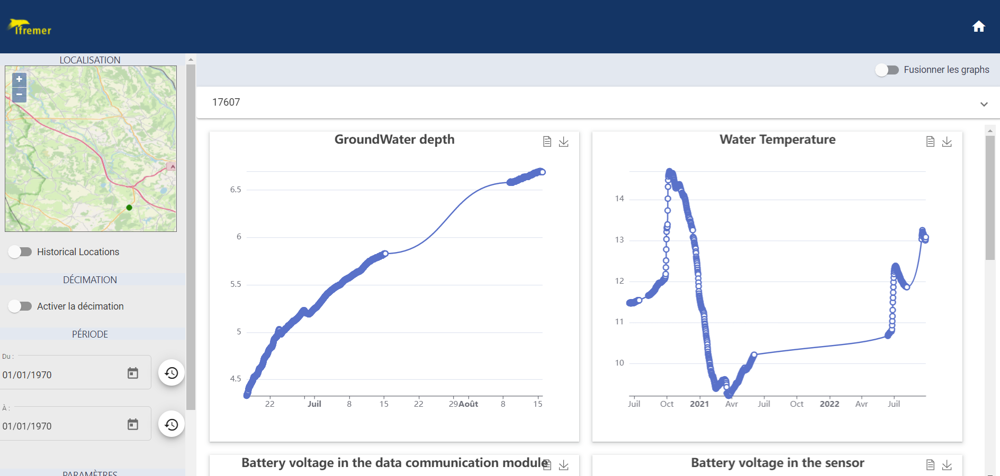 Ifremer
LOCALISATION
+
−
A
Historical Locations
DÉCIMATION
Activer la décimation
PÉRIODE
Du :
01/01/1970
À :
01/01/1970
PARAMÈTRES
Fusionner les graphs
17607
GroundWater depth
6.5
6
5.5
5
4.5
22 Juil 8 15 22 29 Août 8 15
Water Temperature
14
13
12
11
10
Juil Oct 2021 Avr Juil Oct 2022 Avr Juil
Battery voltage in the data communication module
Battery voltage in the sensor